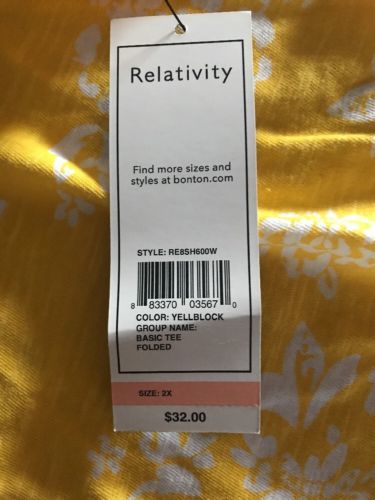 Relativity
Find more sizes and
styles at bonton.com
STYLE: RE8SH600W
8 83370 03567 0
COLOR: YELLBLOCK
GROUP NAME:
BASIC TEE
FOLDED
SIZE: 2X
$32.00